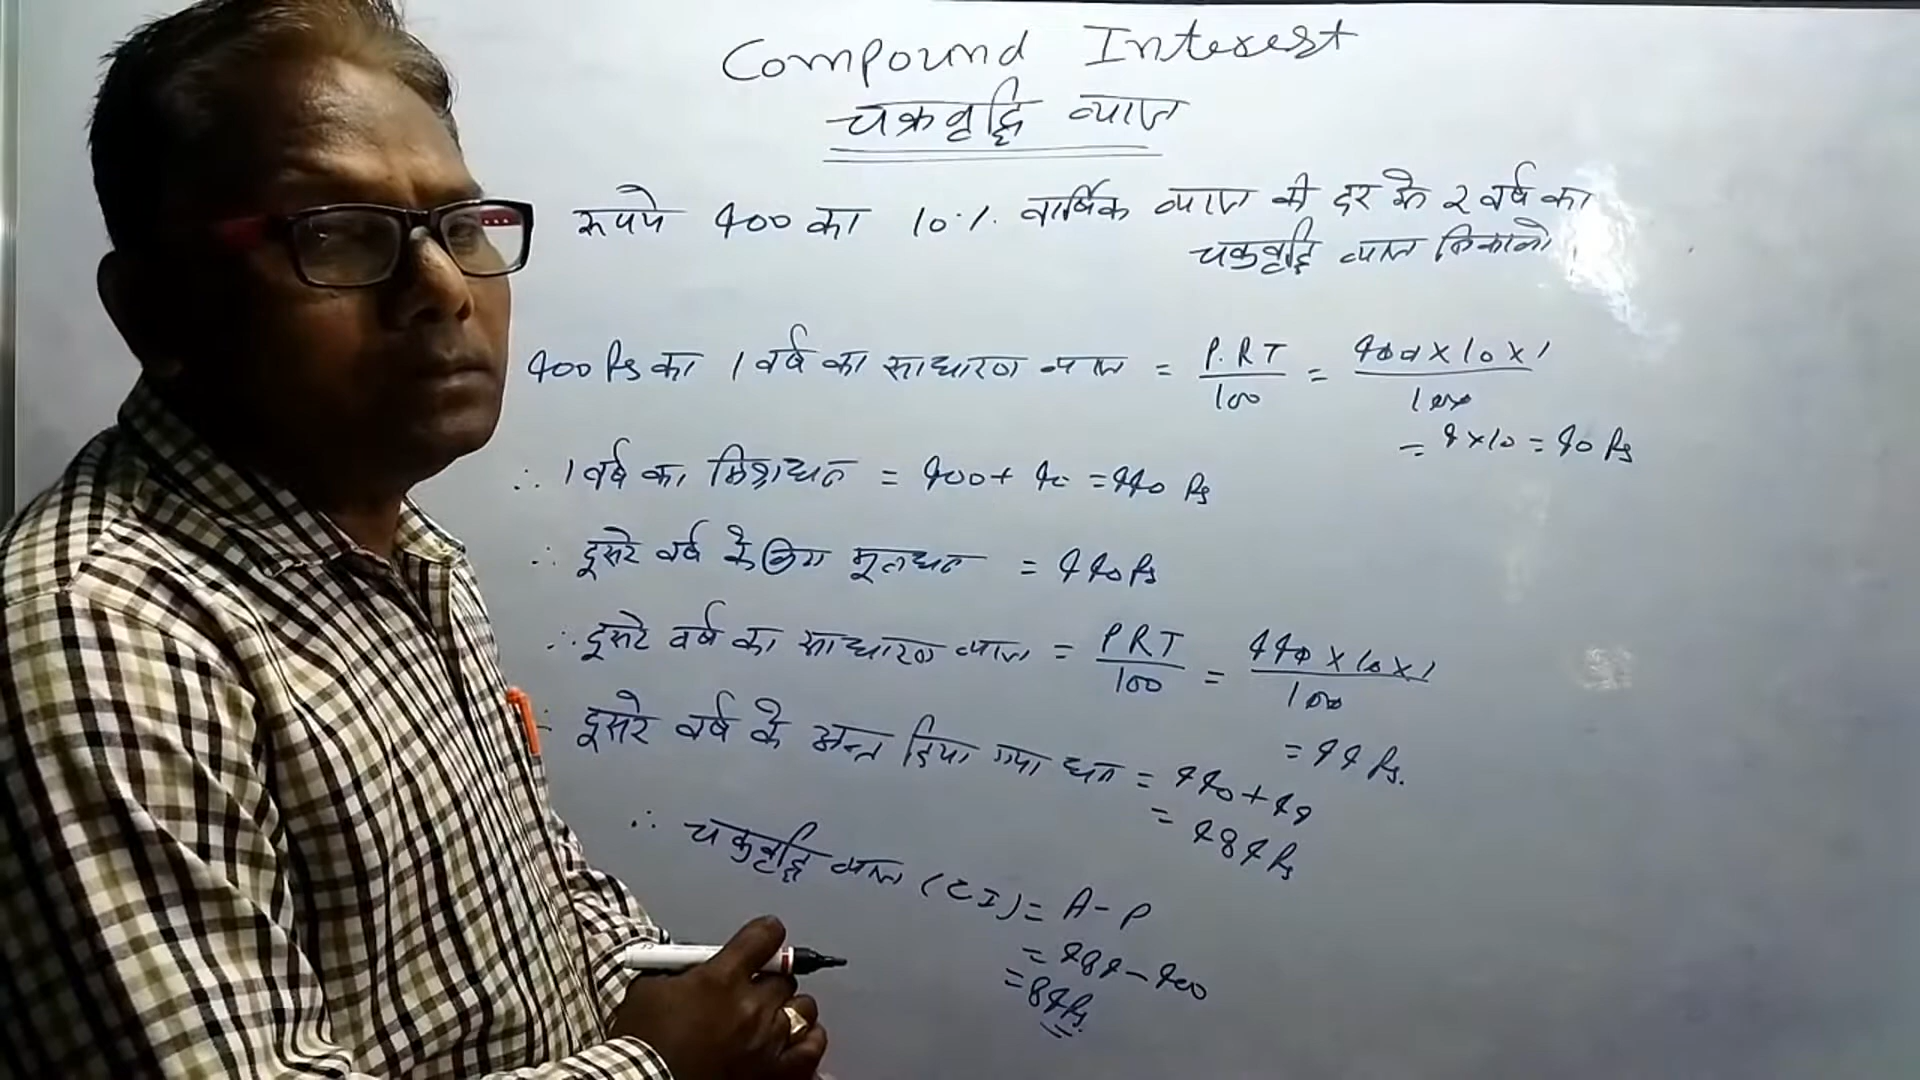 Compound Interest
चक्रवृद्धि ब्याज
रूपये 400 का 10% वार्षिक ब्याज की दर के 2 वर्ष का
चक्रवृद्धि ब्याज निकालो
400 Rs का 1 वर्ष का साधारण ब्याज = P.RT/100 = 400×10×1/100
= 4×10 = 40 Rs
∴ 1 वर्ष का मिश्रधन = 400+40 = 440 Rs
∴ दूसरे वर्ष के लिए मूलधन = 440 Rs
∴ दूसरे वर्ष का साधारण ब्याज = PRT/100 = 440×10×1/100
= 44 Rs.
दूसरे वर्ष के अन्त दिया गया धन = 440+44
= 484 Rs
∴ चक्रवृद्धि ब्याज (CI) = A-P
= 484-400
= 84 Rs.